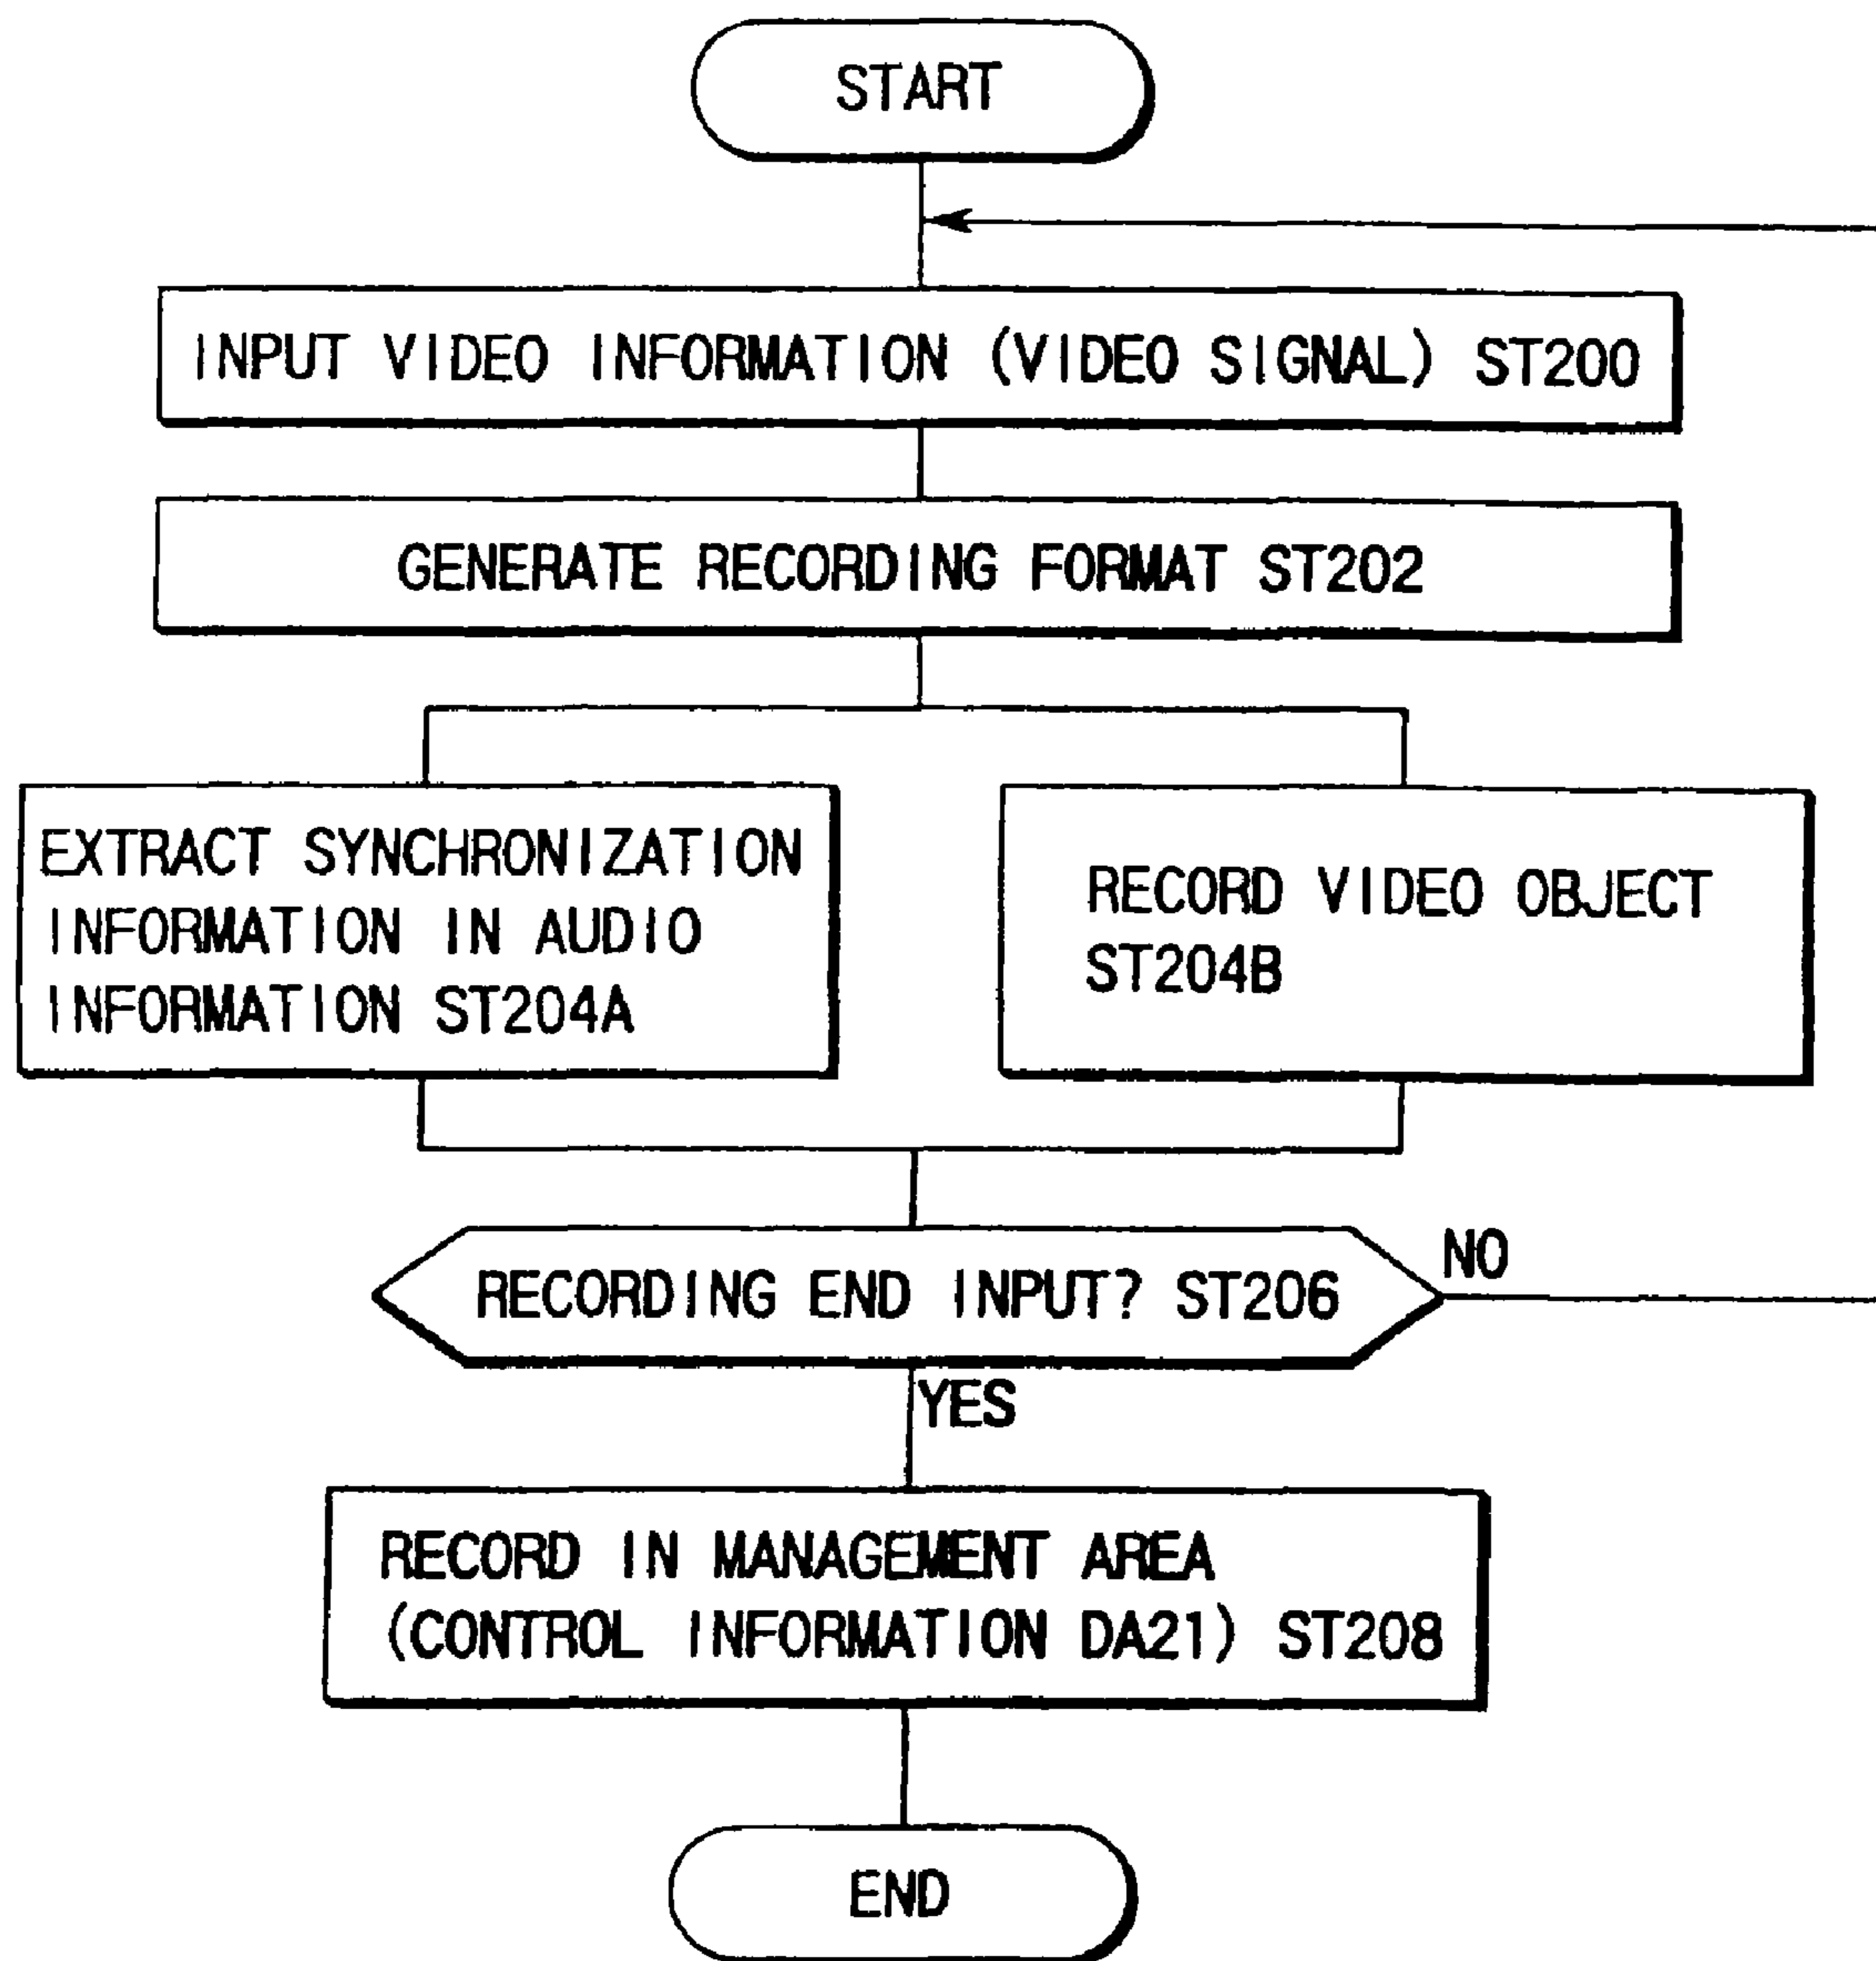 START
INPUT VIDEO INFORMATION (VIDEO SIGNAL) ST200
GENERATE RECORDING FORMAT ST202
EXTRACT SYNCHRONIZATION
INFORMATION IN AUDIO
INFORMATION ST204A
RECORD VIDEO OBJECT
ST204B
RECORDING END INPUT? ST206
NO
YES
RECORD IN MANAGEMENT AREA
(CONTROL INFORMATION DA21) ST208
END